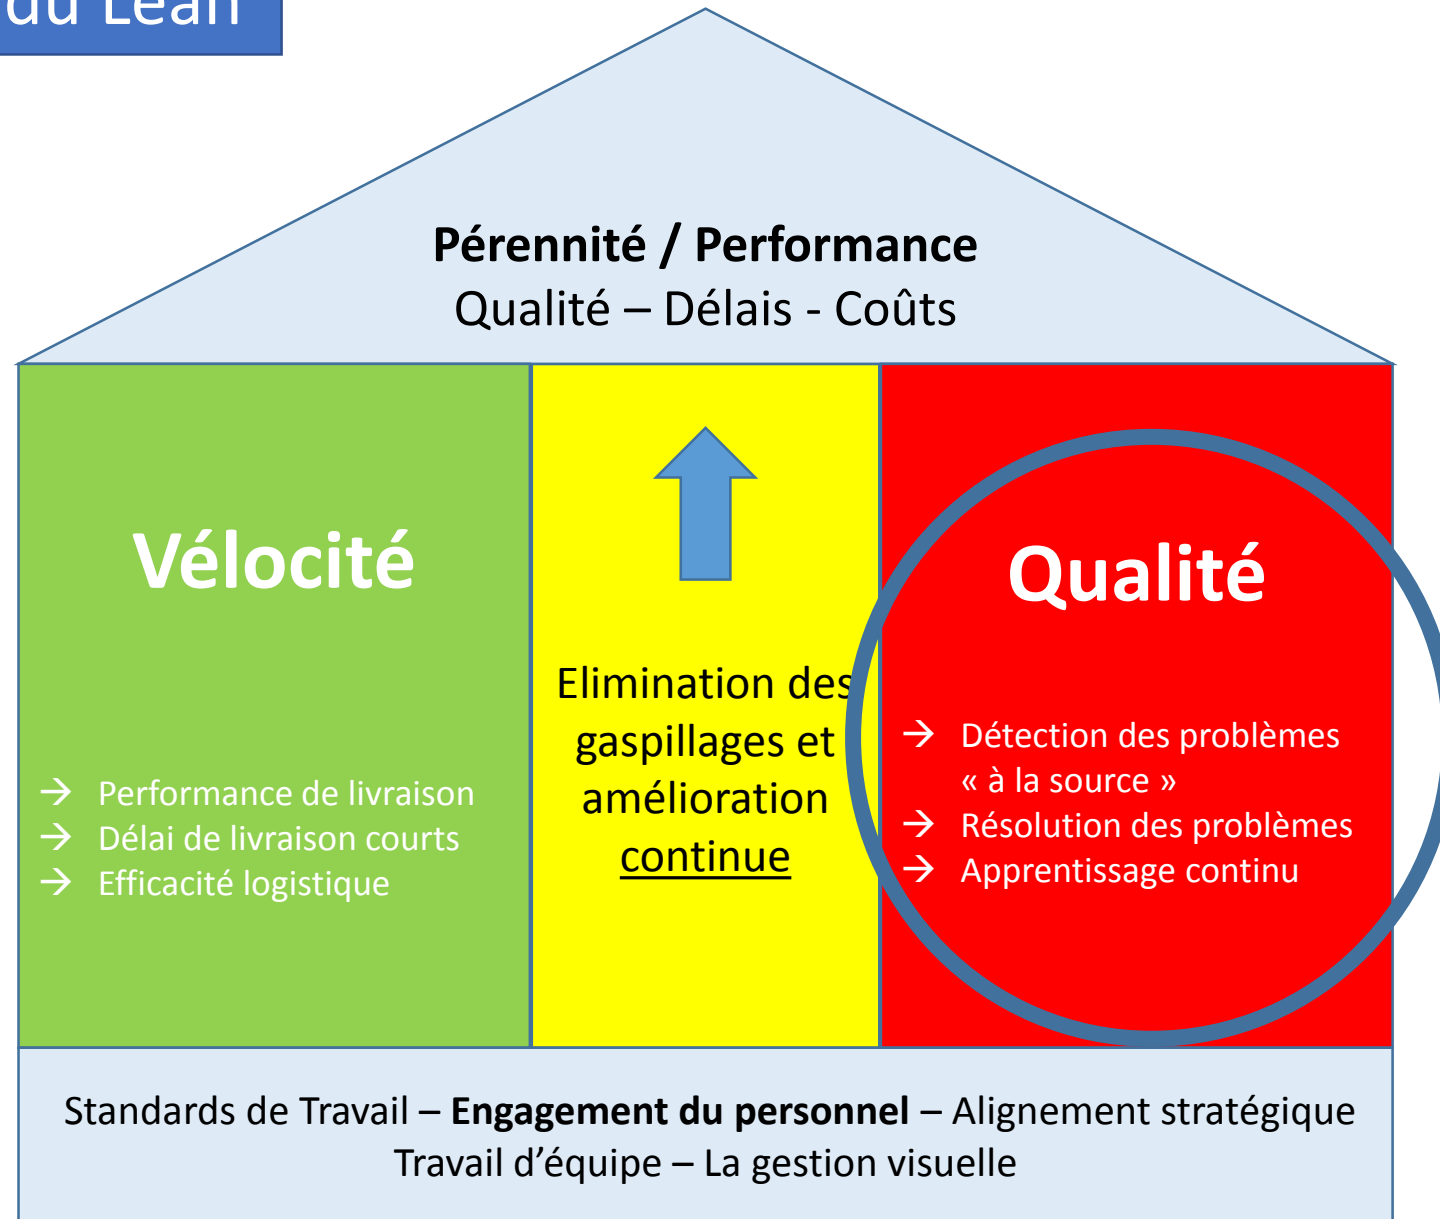 du Lean
Pérennité / Performance
Qualité – Délais - Coûts
Vélocité
→ Performance de livraison
→ Délai de livraison courts
→ Efficacité logistique
Elimination des
gaspillages et
amélioration
continue
Qualité
→ Détection des problèmes
« à la source »
→ Résolution des problèmes
→ Apprentissage continu
Standards de Travail – Engagement du personnel – Alignement stratégique
Travail d’équipe – La gestion visuelle